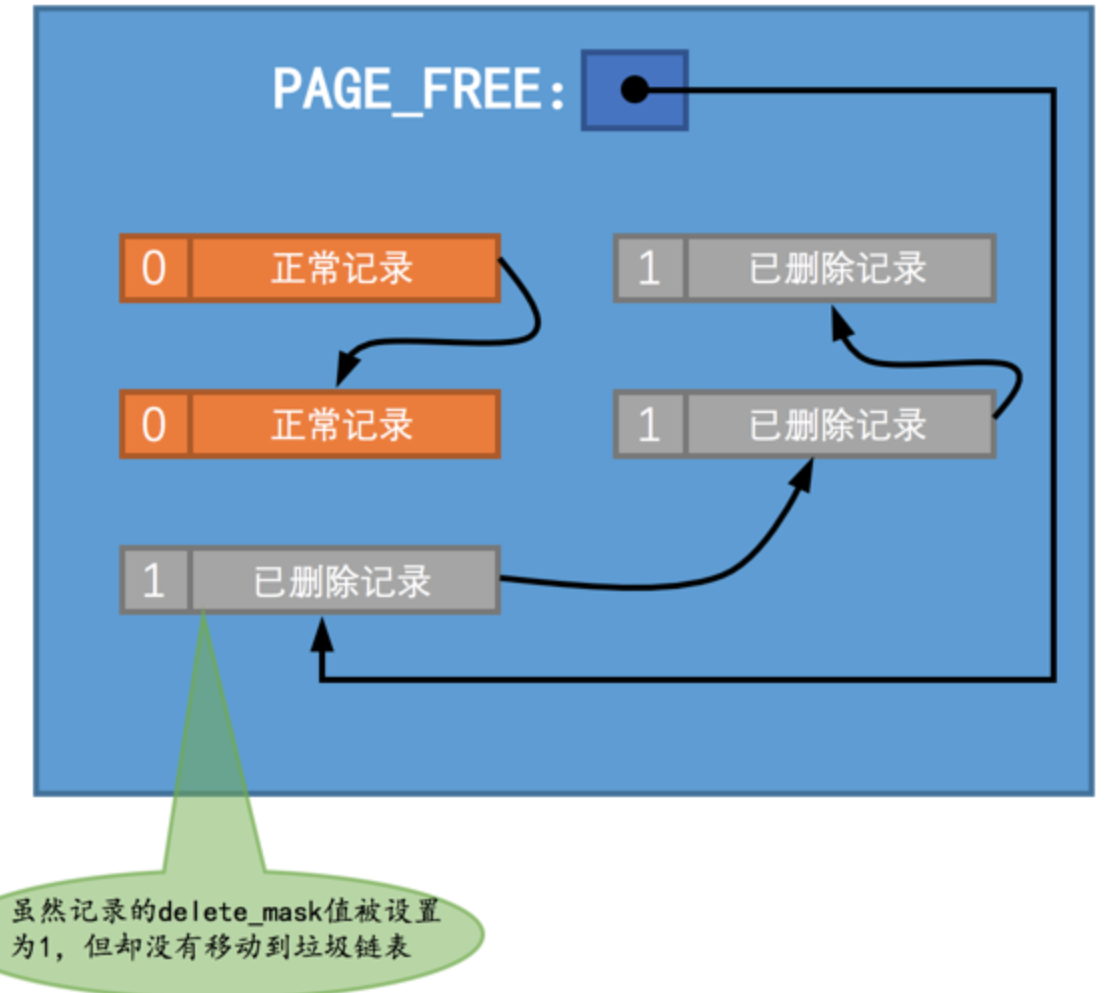 PAGE_FREE:
0 正常记录 1 已删除记录
0 正常记录 1 已删除记录
1 已删除记录
虽然记录的delete_mask值被设置
为1，但却没有移动到垃圾链表